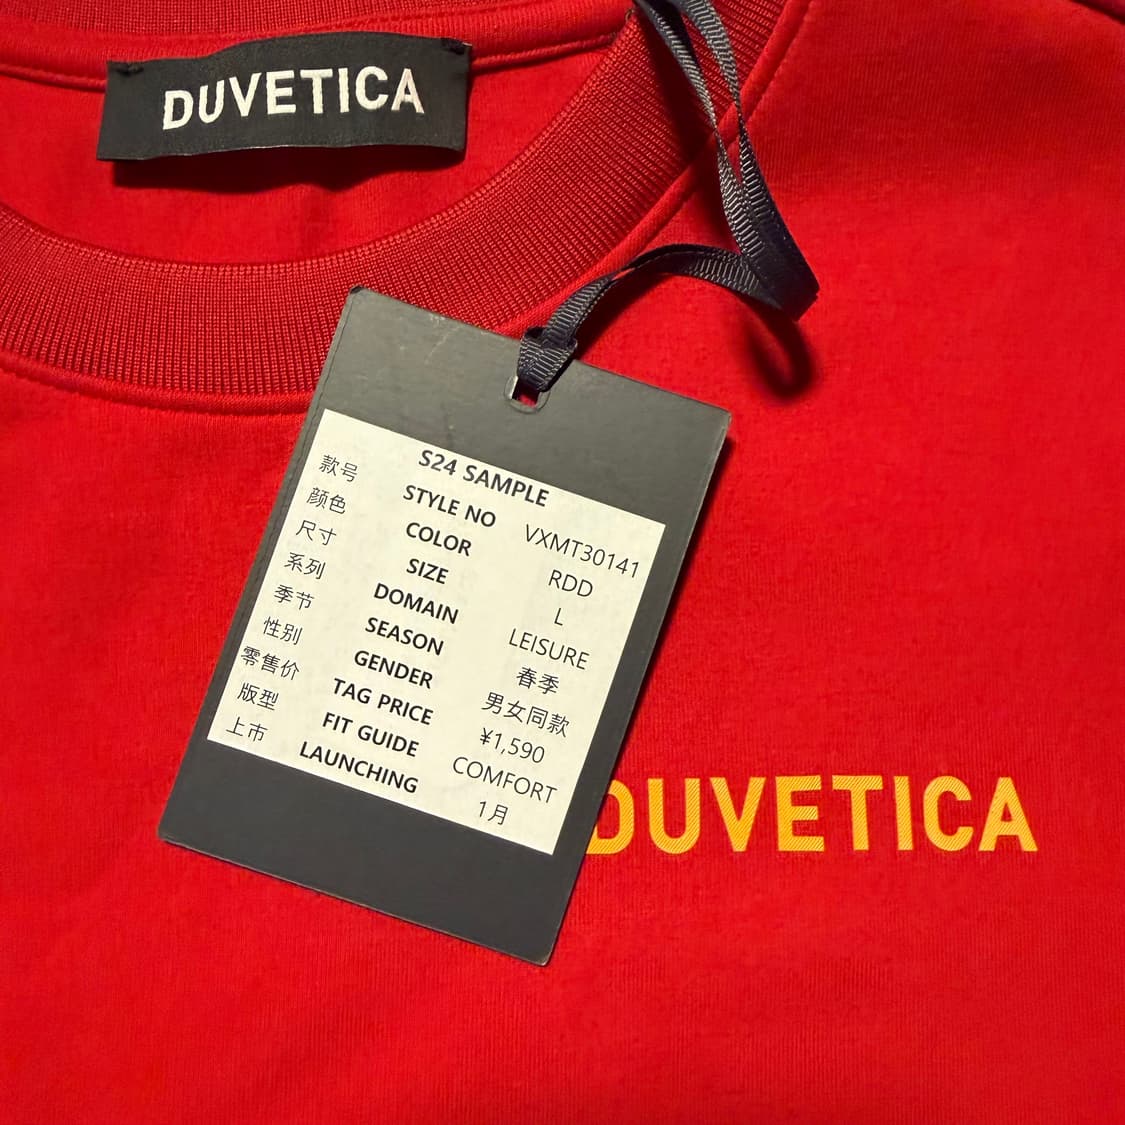 DUVETICA
S24 SAMPLE
款号 STYLE NO VXMT30141
颜色 COLOR RDD
尺寸 SIZE L
系列 DOMAIN LEISURE
季节 SEASON 春季
性别 GENDER 男女同款
零售价 TAG PRICE ¥1,590
版型 FIT GUIDE COMFORT
上市 LAUNCHING 1月
DUVETICA